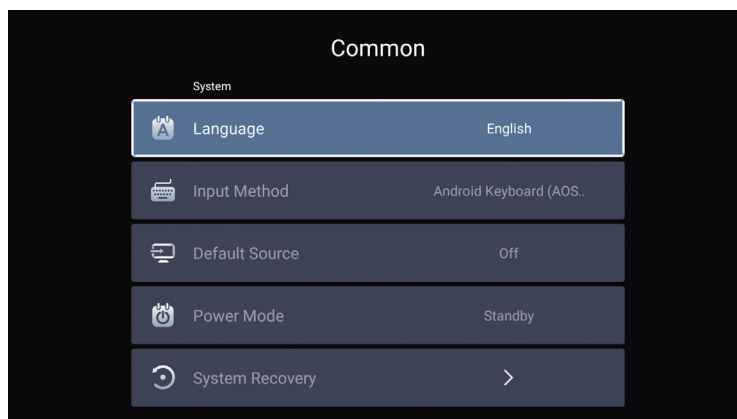 Common
System
Language English
Input Method Android Keyboard (AOS..
Default Source Off
Power Mode Standby
System Recovery